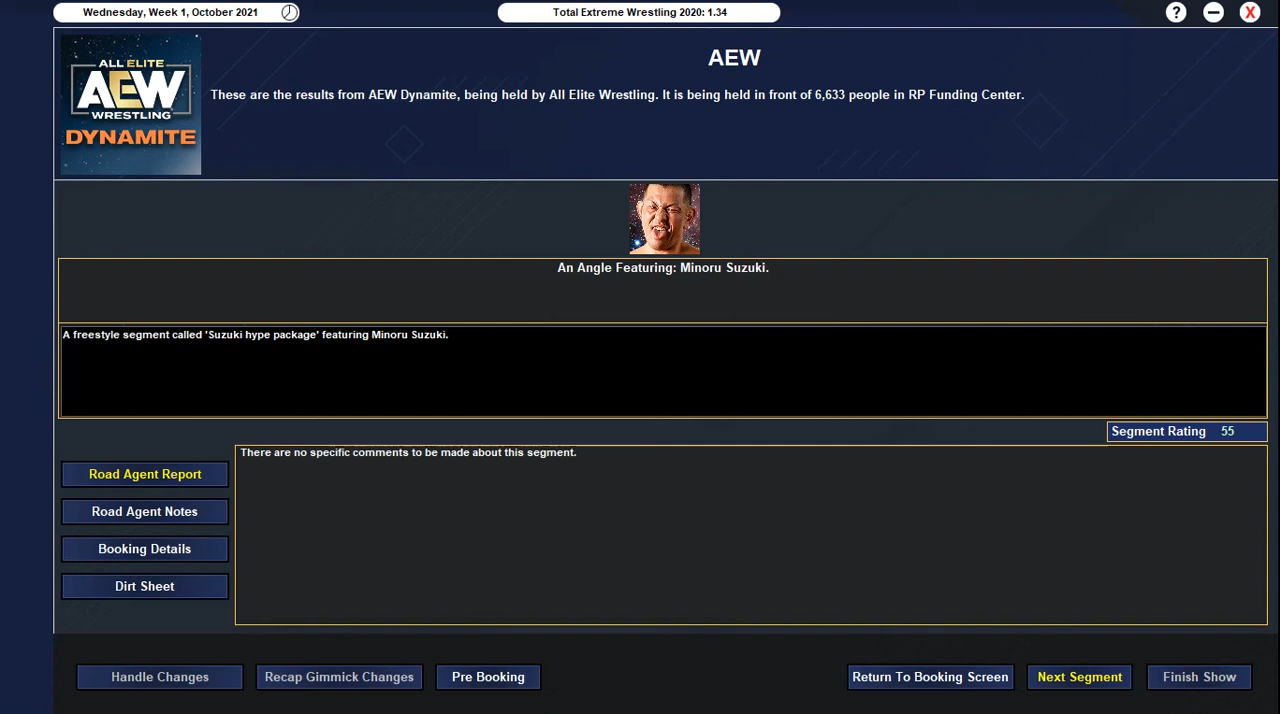 Wednesday, Week 1, October 2021
Total Extreme Wrestling 2020: 1.34
?
X
ALL ELITE
AEW
WRESTLING
DYNAMITE
AEW
These are the results from AEW Dynamite, being held by All Elite Wrestling. It is being held in front of 6,633 people in RP Funding Center.
An Angle Featuring: Minoru Suzuki.
A freestyle segment called 'Suzuki hype package' featuring Minoru Suzuki.
Segment Rating 55
There are no specific comments to be made about this segment.
Road Agent Report
Road Agent Notes
Booking Details
Dirt Sheet
Handle Changes
Recap Gimmick Changes
Pre Booking
Return To Booking Screen
Next Segment
Finish Show